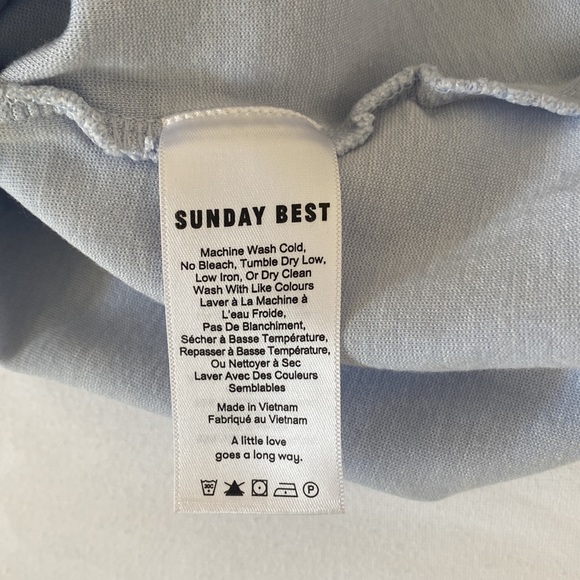 SUNDAY BEST
Machine Wash Cold,
No Bleach, Tumble Dry Low,
Low Iron, Or Dry Clean
Wash With Like Colours
Laver à La Machine à
L'eau Froide,
Pas De Blanchiment,
Sécher à Basse Température,
Repasser à Basse Température,
Ou Nettoyer à Sec
Laver Avec Des Couleurs
Semblables
Made in Vietnam
Fabriqué au Vietnam
A little love
goes a long way.
30C P